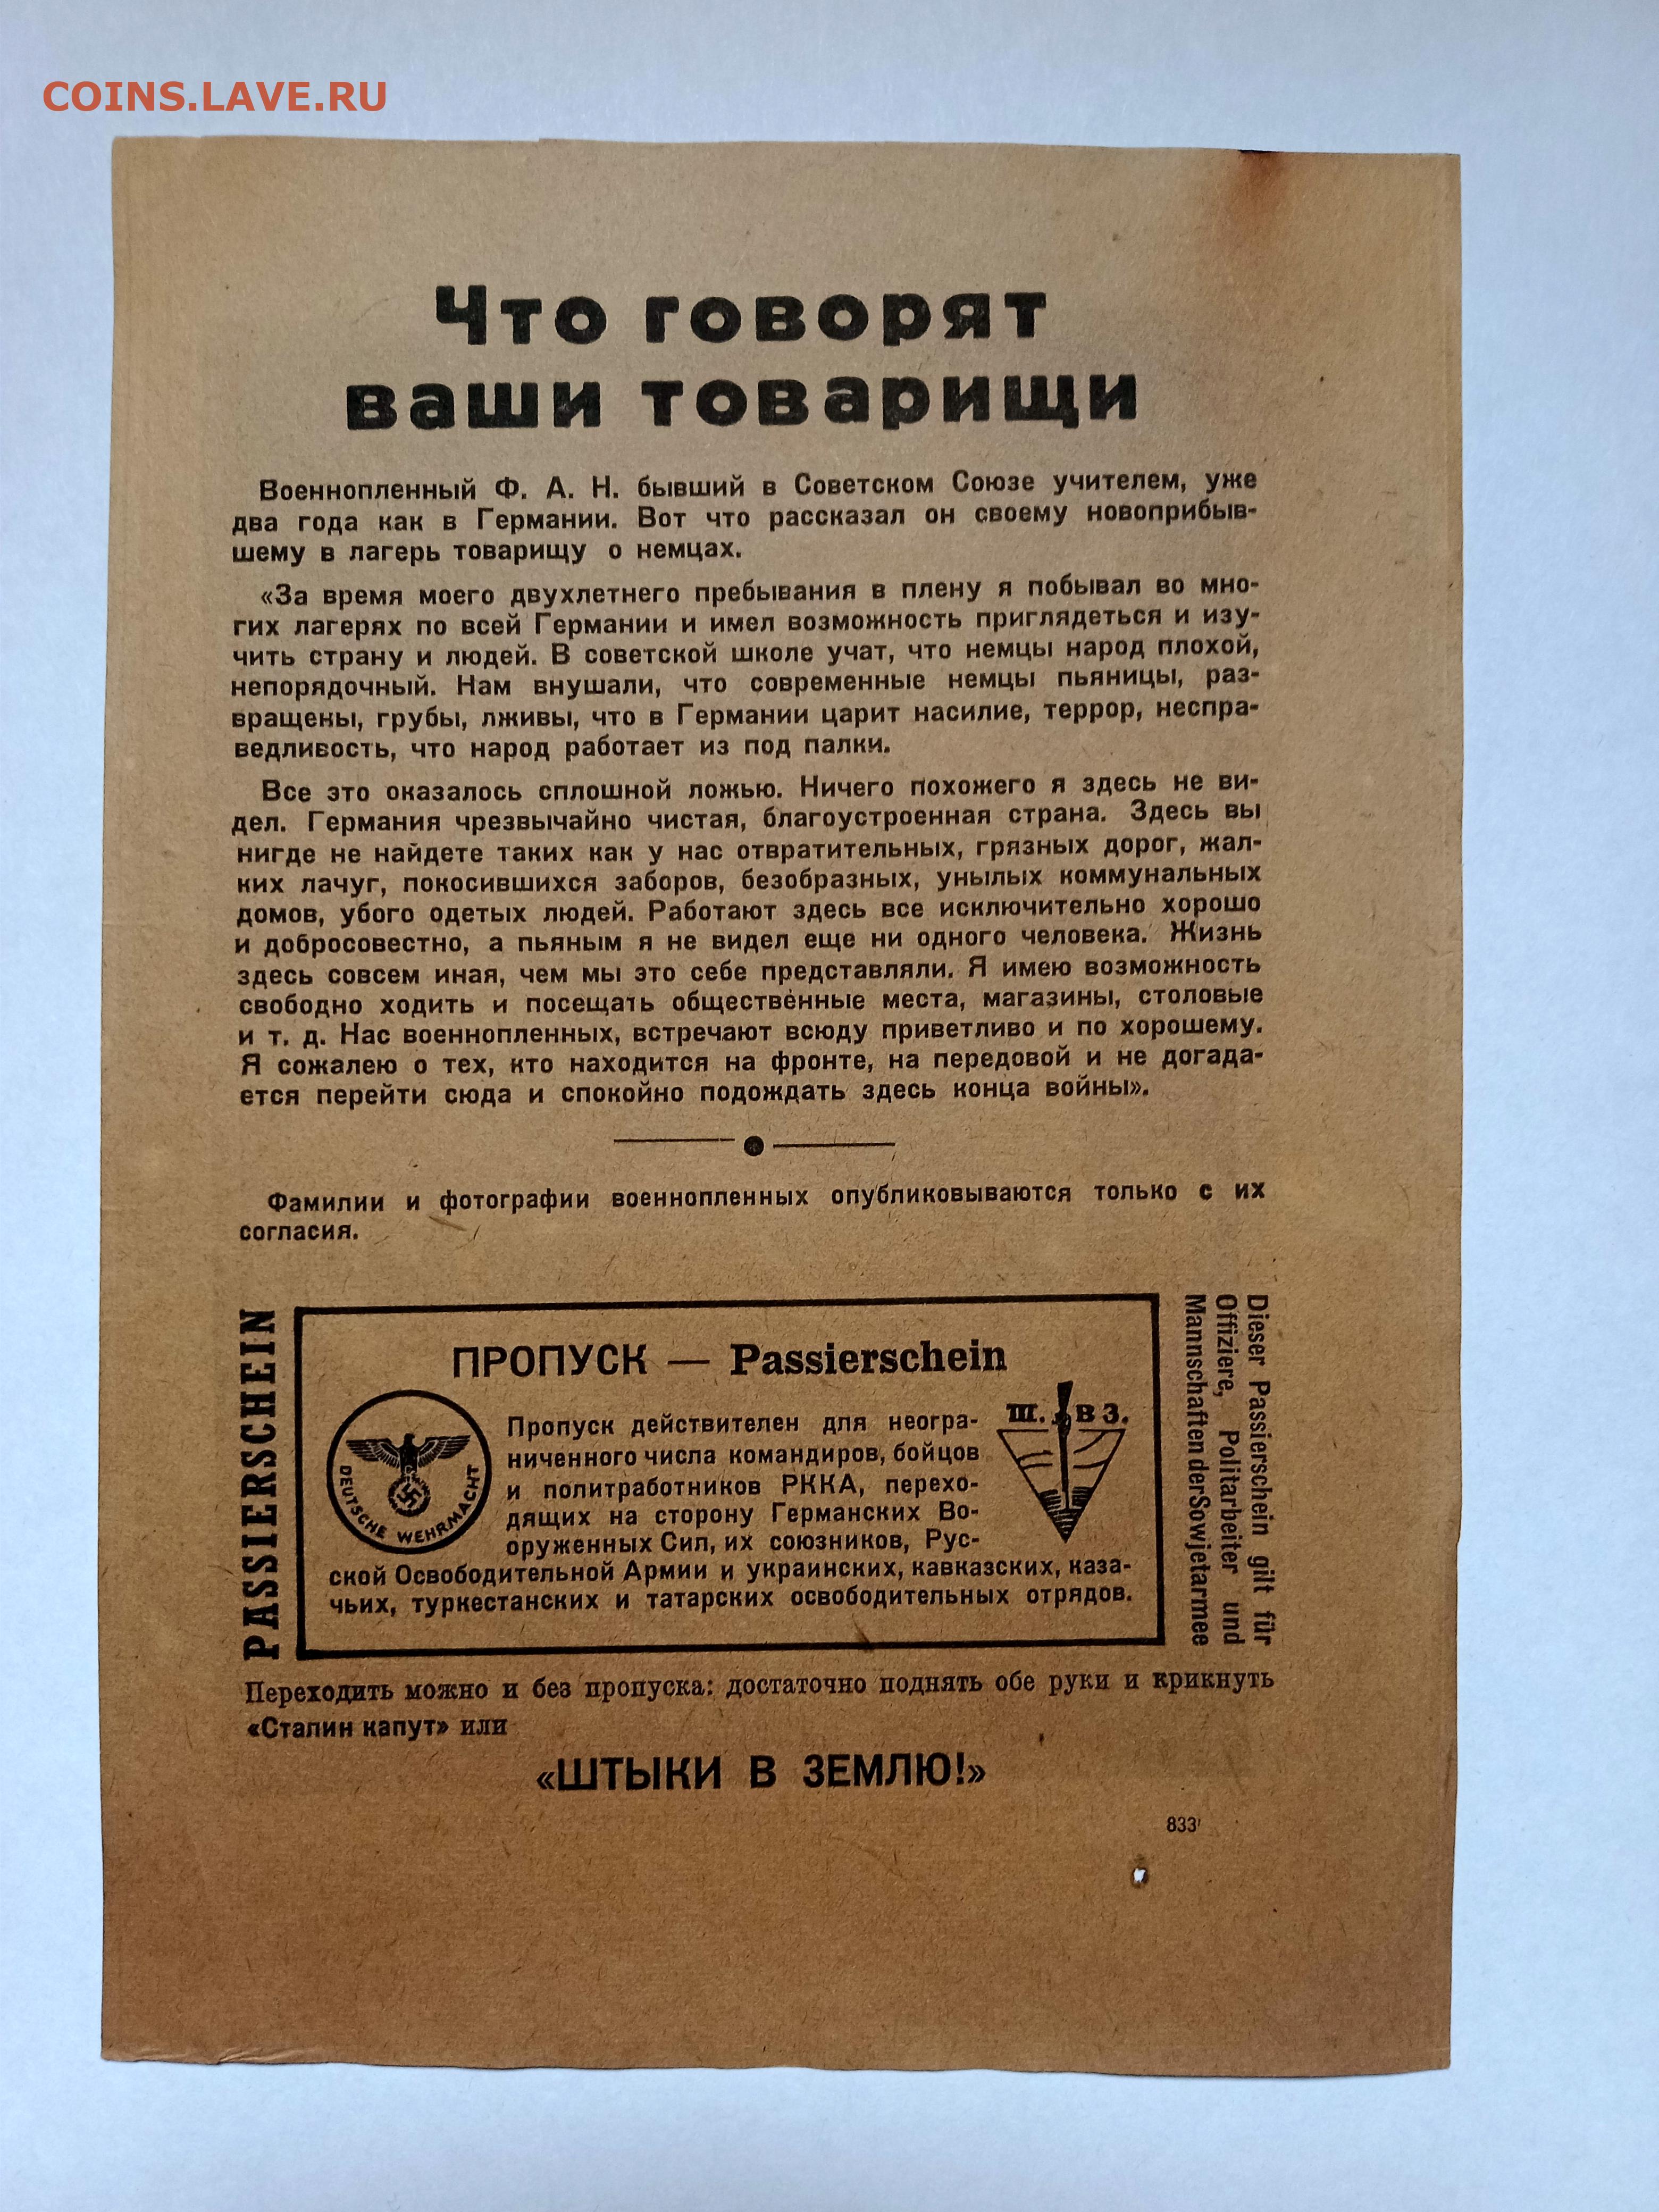 COINS.LAVE.RU
Что говорят
ваши товарищи
Военнопленный Ф. А. Н. бывший в Советском Союзе учителем, уже
два года как в Германии. Вот что рассказал он своему новоприбыв-
шему в лагерь товарищу о немцах.
«За время моего двухлетнего пребывания в плену я побывал во мно-
гих лагерях по всей Германии и имел возможность приглядеться и изу-
чить страну и людей. В советской школе учат, что немцы народ плохой,
непорядочный. Нам внушали, что современные немцы пьяницы, раз-
вращены, грубы, лживы, что в Германии царит насилие, террор, неспра-
ведливость, что народ работает из под палки.
Все это оказалось сплошной ложью. Ничего похожего я здесь не ви-
дел. Германия чрезвычайно чистая, благоустроенная страна. Здесь вы
нигде не найдете таких как у нас отвратительных, грязных дорог, жал-
ких лачуг, покосившихся заборов, безобразных, унылых коммунальных
домов, убого одетых людей. Работают здесь все исключительно хорошо
и добросовестно, а пьяным я не видел еще ни одного человека. Жизнь
здесь совсем иная, чем мы это себе представляли. Я имею возможность
свободно ходить и посещать общественные места, магазины, столовые
и т. д. Нас военнопленных, встречают всюду приветливо и по хорошему.
Я сожалею о тех, кто находится на фронте, на передовой и не догада-
ется перейти сюда и спокойно подождать здесь конца войны».
Фамилии и фотографии военнопленных опубликовываются только с их
согласия.
PASSIERSCHEIN
ПРОПУСК — Passierschein
DEUTSCHE WEHRMACHT
Ш. В З.
Пропуск действителен для неогра-
ниченного числа командиров, бойцов
и политработников РККА, перехо-
дящих на сторону Германских Во-
оруженных Сил, их союзников, Рус-
ской Освободительной Армии и украинских, кавказских, каза-
чьих, туркестанских и татарских освободительных отрядов.
Dieser Passierschein gilt für
Offiziere, Politarbeiter und
Mannschaften der Sowjetarmee
Переходить можно и без пропуска: достаточно поднять обе руки и крикнуть
«Сталин капут» или
«ШТЫКИ В ЗЕМЛЮ!»
833